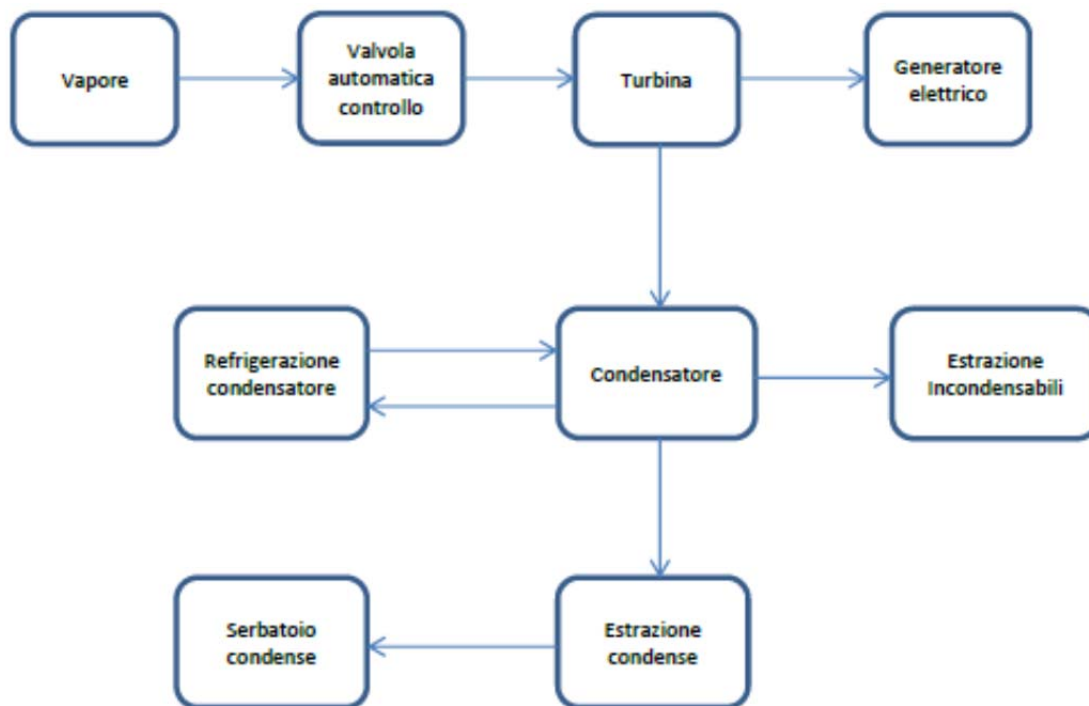 Vapore
Valvola
automatica
controllo
Turbina
Generatore
elettrico
Refrigerazione
condensatore
Condensatore
Estrazione
Incondensabili
Serbatoio
condense
Estrazione
condense